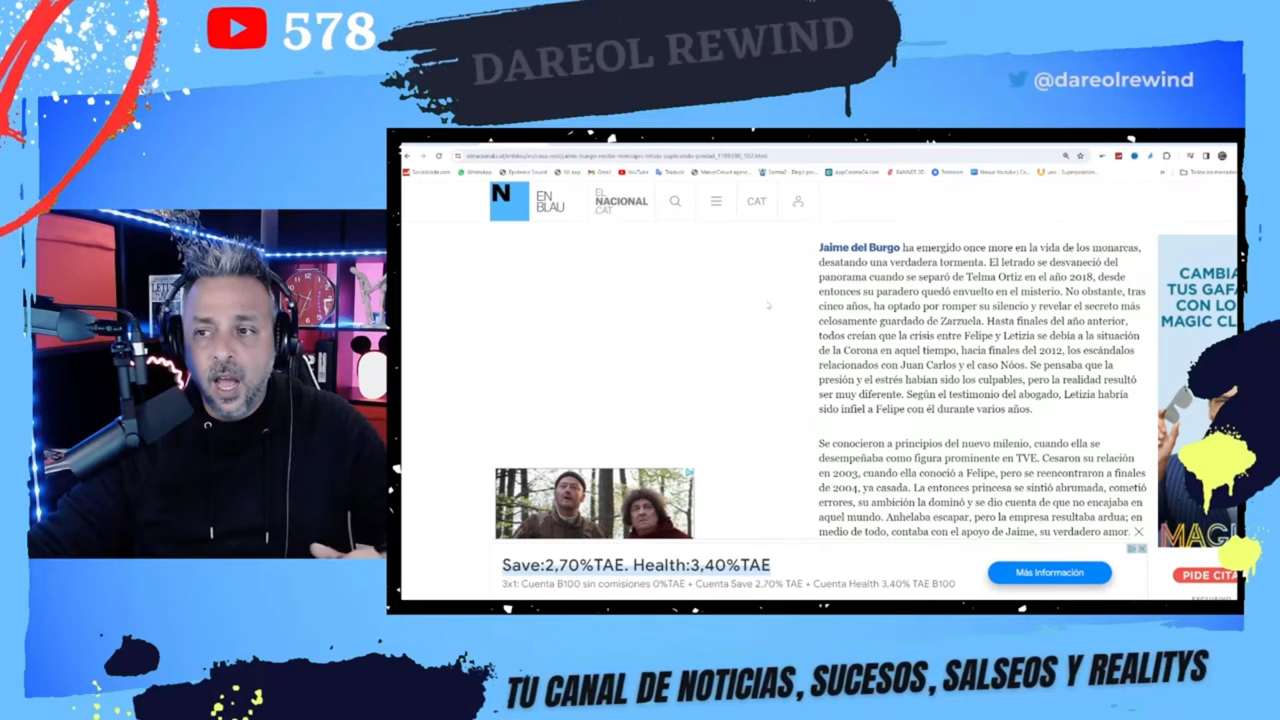 578
DAREOL REWIND
@dareolrewind
EN
BLAU
EL
NACIONAL
CAT
CAT
Jaime del Burgo ha emergido once more en la vida de los monarcas,
desatando una verdadera tormenta. El letrado se desvaneció del
panorama cuando se separó de Telma Ortiz en el año 2018, desde
entonces su paradero quedó envuelto en el misterio. No obstante, tras
cinco años, ha optado por romper su silencio y revelar el secreto más
celosamente guardado de Zarzuela. Hasta finales del año anterior,
todos creían que la crisis entre Felipe y Letizia se debía a la situación
de la Corona en aquel tiempo, hacia finales del 2012, los escándalos
relacionados con Juan Carlos y el caso Nóos. Se pensaba que la
presión y el estrés habían sido los culpables, pero la realidad resultó
ser muy diferente. Según el testimonio del abogado, Letizia habría
sido infiel a Felipe con él durante varios años.
Se conocieron a principios del nuevo milenio, cuando ella se
desempeñaba como figura prominente en TVE. Cesaron su relación
en 2003, cuando ella conoció a Felipe, pero se reencontraron a finales
de 2004, ya casada. La entonces princesa se sintió abrumada, cometió
errores, su ambición la dominó y se dio cuenta de que no encajaba en
aquel mundo. Anhelaba escapar, pero la empresa resultaba ardua; en
medio de todo, contaba con el apoyo de Jaime, su verdadero amor.
CAMBIA
TUS GAFA
CON LO
MAGIC CL
MAG
PIDE CITA
Save:2,70%TAE. Health:3,40%TAE
3x1: Cuenta B100 sin comisiones 0%TAE + Cuenta Save 2,70% TAE + Cuenta Health 3,40% TAE B100
Más información
TU CANAL DE NOTICIAS, SUCESOS, SALSEOS Y REALITYS